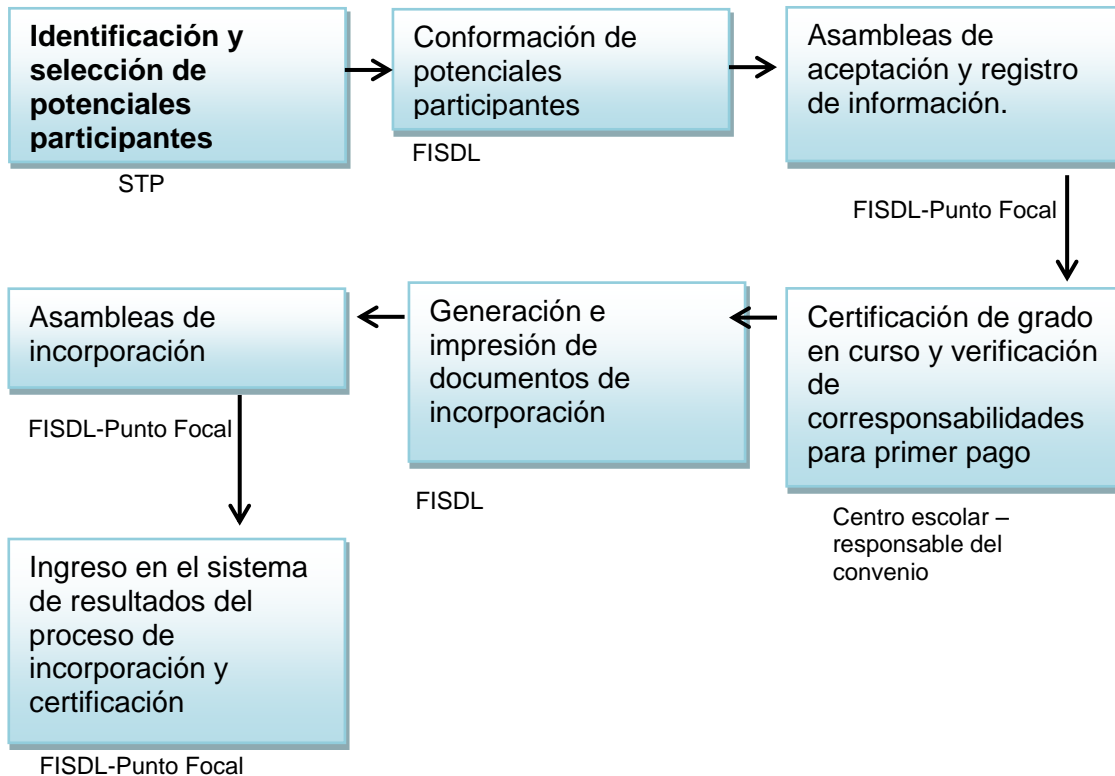 Identificación y
selección de
potenciales
participantes
STP
Conformación de
potenciales
participantes
FISDL
Asambleas de
aceptación y registro
de información.
FISDL-Punto Focal
Certificación de grado
en curso y verificación
de
corresponsabilidades
para primer pago
Centro escolar –
responsable del
convenio
Generación e
impresión de
documentos de
incorporación
FISDL
Asambleas de
incorporación
FISDL-Punto Focal
Ingreso en el sistema
de resultados del
proceso de
incorporación y
certificación
FISDL-Punto Focal